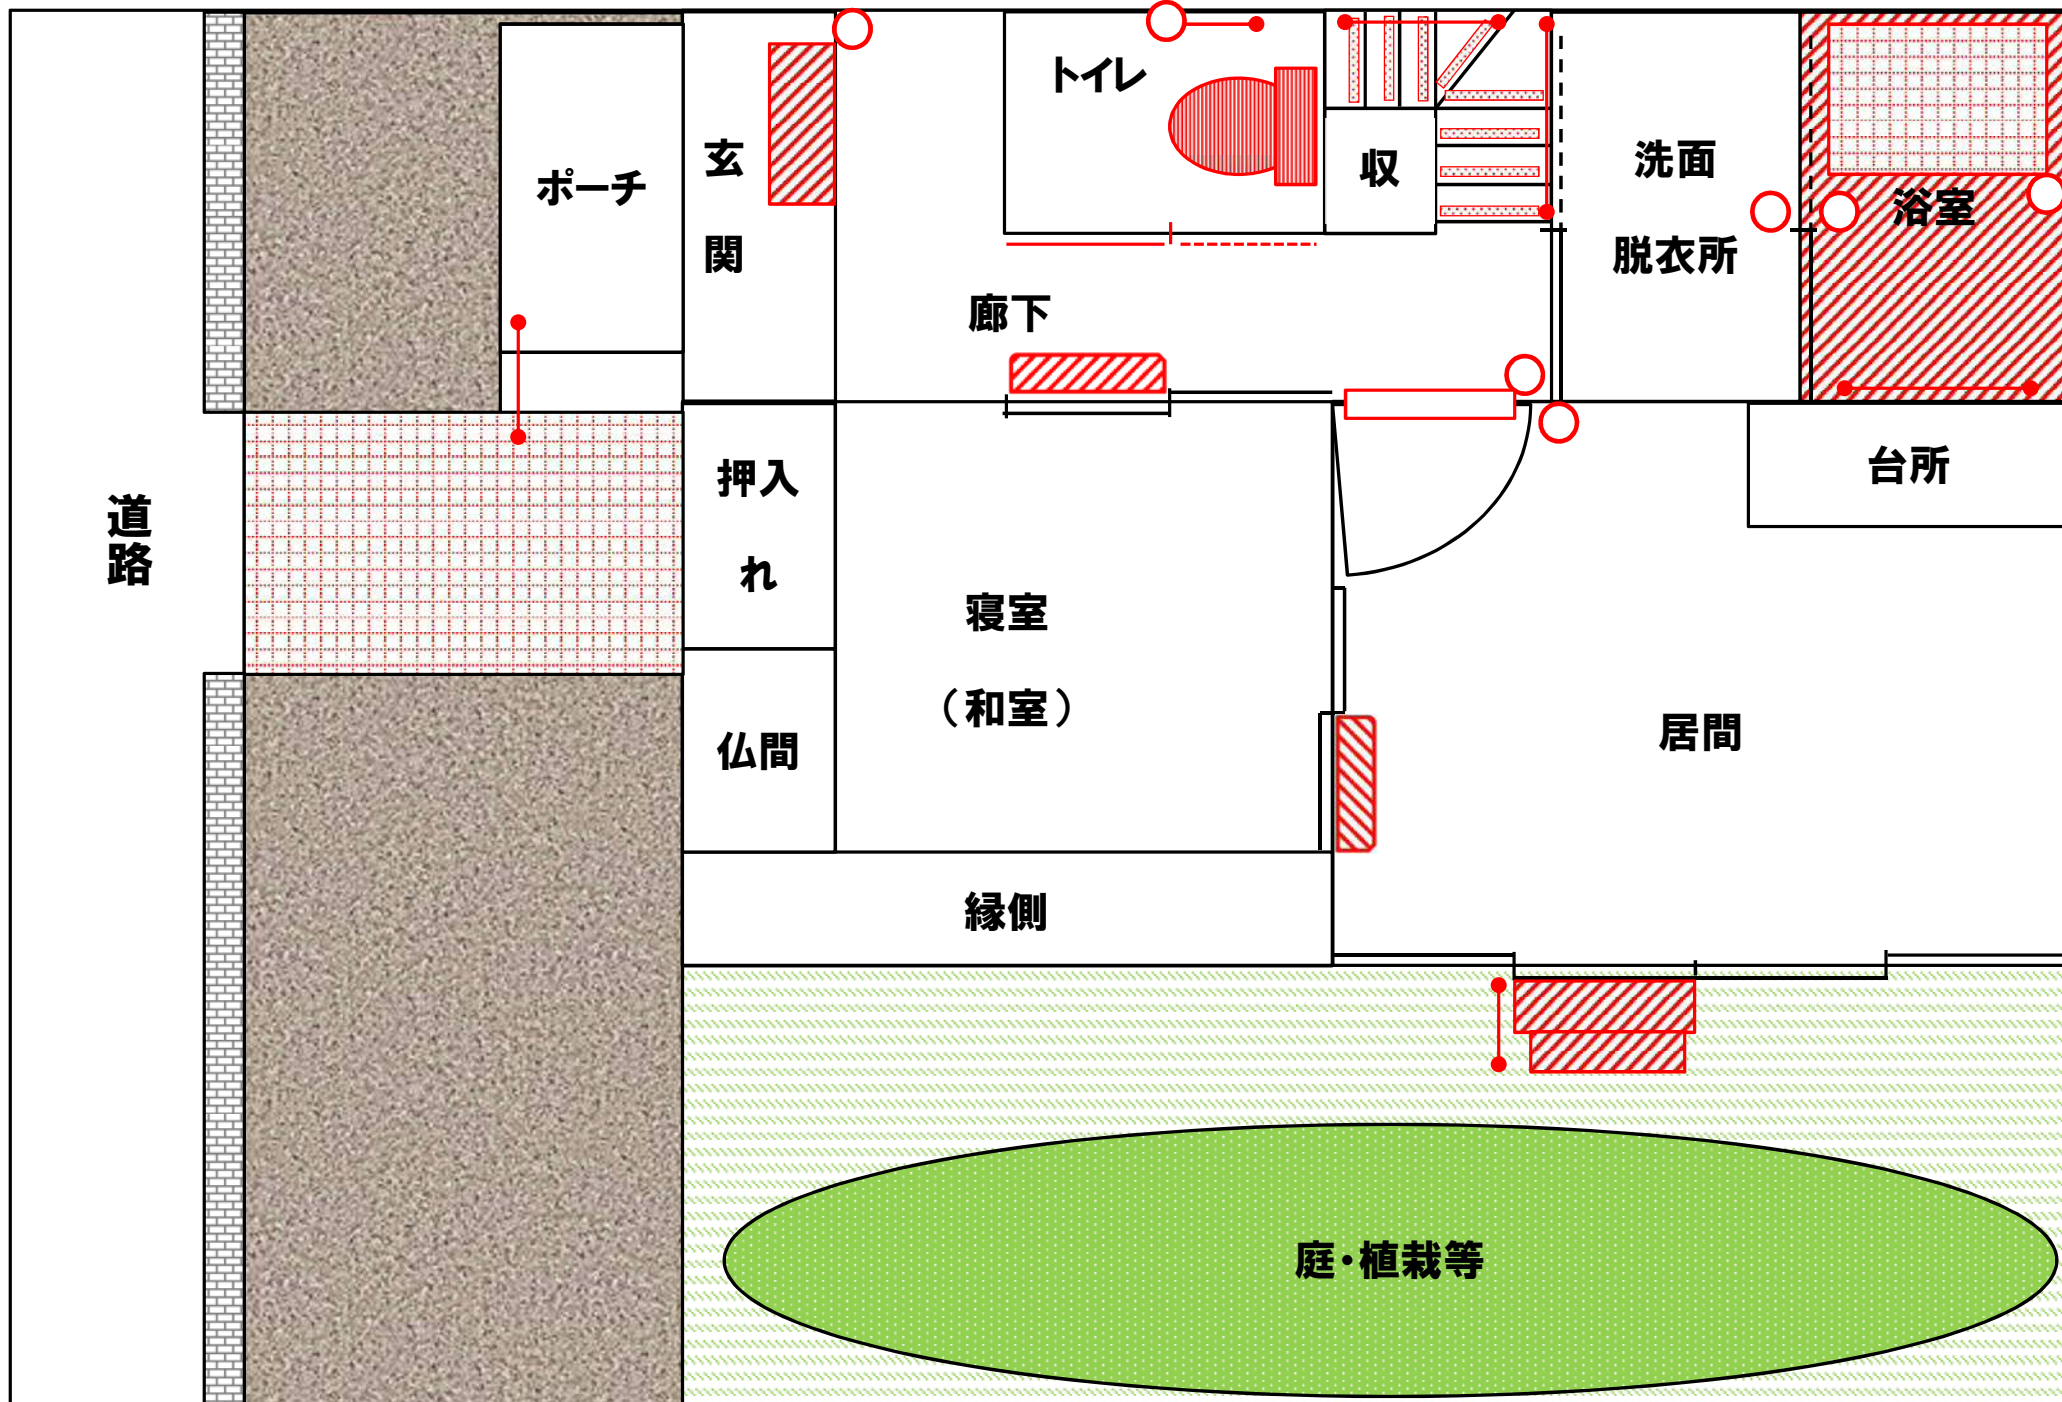 トイレ
ポーチ
玄
関
収
洗面
脱衣所
浴室
廊下
押入
れ
台所
道
路
寝室
（和室）
仏間
居間
縁側
庭・植栽等